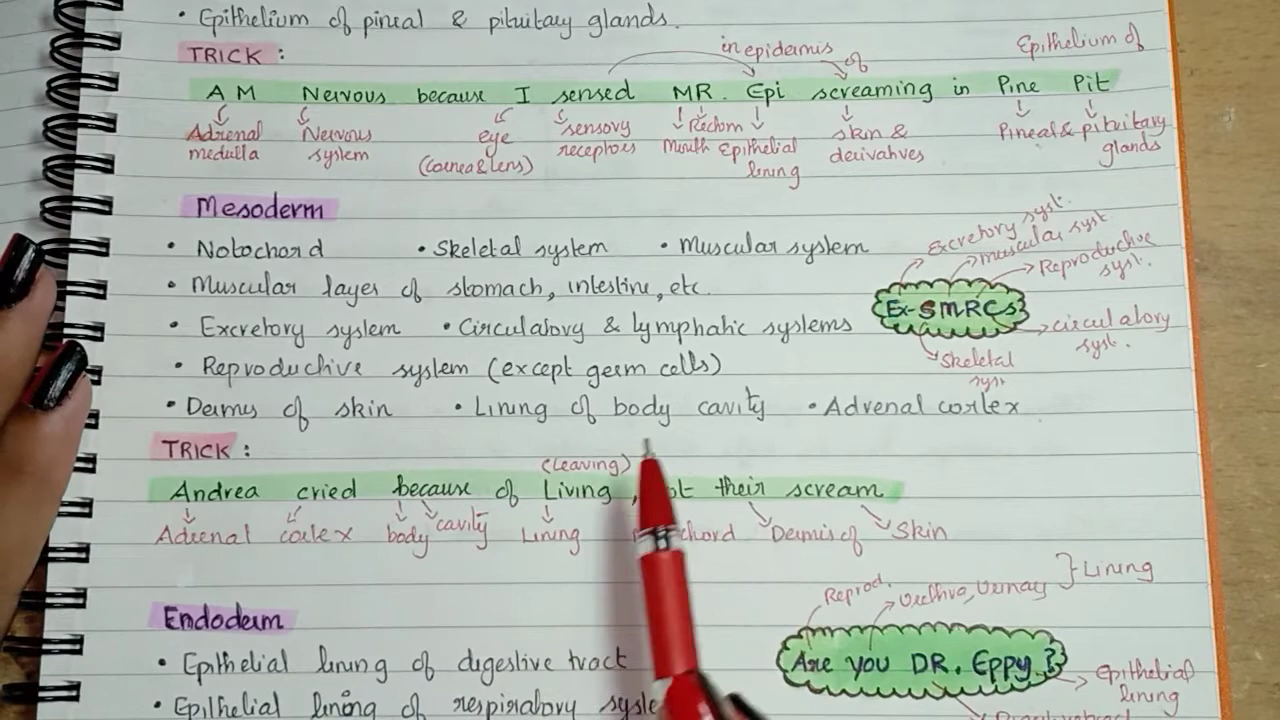 • Epithelium of pineal & pituitary glands.
TRICK :
in epidermis of
Epithelium of
AM Nervous because I sensed MR. Epi screaming in Pine Pit
Adrenal medulla
Nervous system
eye (cornea & lens)
sensory receptors
Mouth
Rectum
Epithelial lining
skin & derivatives
Pineal & pituitary glands
Mesoderm
• Notochord • Skeletal system • Muscular system
• Muscular layer of stomach, intestine, etc.
• Excretory system • Circulatory & lymphatic systems
• Reproductive system (except germ cells)
• Dermis of skin • Lining of body cavity • Adrenal cortex
Excretory syst.
muscular syst
Reproductive syst.
Ex-SMRCs
circulatory syst.
Skeletal syst
TRICK :
(Leaving)
Andrea cried because of Living, their scream
Adrenal cortex body cavity Lining chord Dermis of Skin
Endoderm
• Epithelial lining of digestive tract
• Epithelial lining of respiratory
Reprod.
Urethra,
} Lining
Are you DR. Eppy?
Epithelial lining